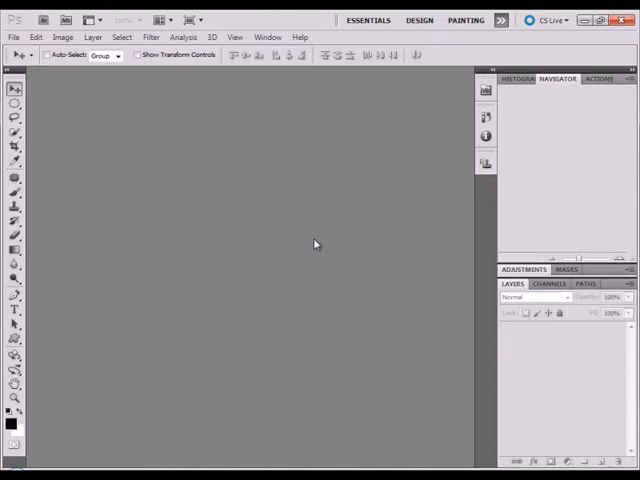 Ps 100% ESSENTIALS DESIGN PAINTING >> CS Live
File Edit Image Layer Select Filter Analysis 3D View Window Help
Auto-Select: Group Show Transform Controls
HISTOGRA NAVIGATOR ACTIONS
ADJUSTMENTS MASKS
LAYERS CHANNELS PATHS
Normal Opacity: 100%
Lock: Fill: 100%